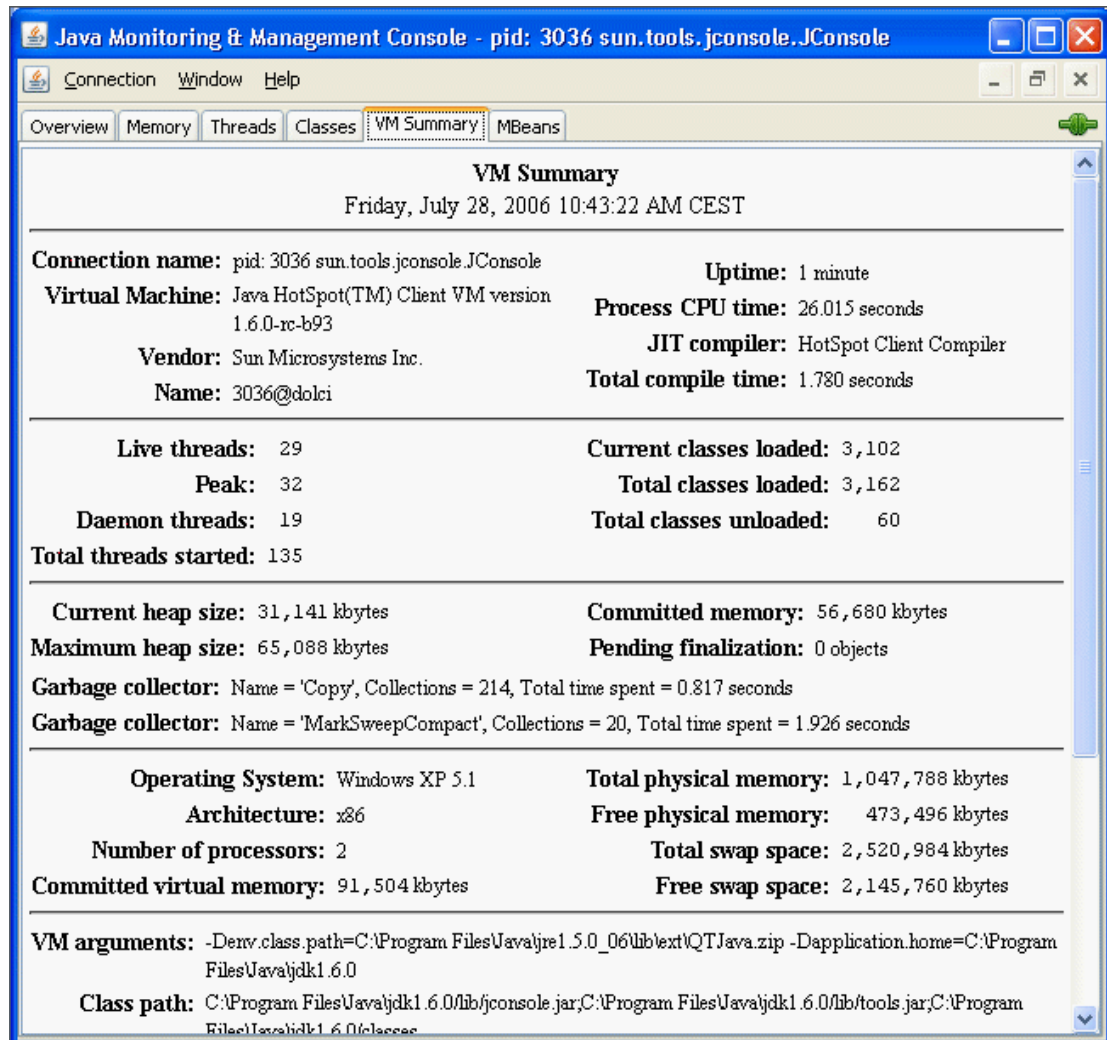 Java Monitoring & Management Console - pid: 3036 sun.tools.jconsole.JConsole
Connection Window Help
Overview Memory Threads Classes VM Summary MBeans
VM Summary
Friday, July 28, 2006 10:43:22 AM CEST
Connection name: pid: 3036 sun.tools.jconsole.JConsole
Virtual Machine: Java HotSpot(TM) Client VM version
1.6.0-rc-b93
Vendor: Sun Microsystems Inc.
Name: 3036@dolci
Uptime: 1 minute
Process CPU time: 26.015 seconds
JIT compiler: HotSpot Client Compiler
Total compile time: 1.780 seconds
Live threads: 29
Peak: 32
Daemon threads: 19
Total threads started: 135
Current classes loaded: 3,102
Total classes loaded: 3,162
Total classes unloaded: 60
Current heap size: 31,141 kbytes
Maximum heap size: 65,088 kbytes
Committed memory: 56,680 kbytes
Pending finalization: 0 objects
Garbage collector: Name = 'Copy', Collections = 214, Total time spent = 0.817 seconds
Garbage collector: Name = 'MarkSweepCompact', Collections = 20, Total time spent = 1.926 seconds
Operating System: Windows XP 5.1
Architecture: x86
Number of processors: 2
Committed virtual memory: 91,504 kbytes
Total physical memory: 1,047,788 kbytes
Free physical memory: 473,496 kbytes
Total swap space: 2,520,984 kbytes
Free swap space: 2,145,760 kbytes
VM arguments: -Denv.class.path=C:\Program Files\Java\jre1.5.0_06\lib\ext\QTJava.zip -Dapplication.home=C:\Program
Files\Java\jdk1.6.0
Class path: C:\Program Files\Java\jdk1.6.0/lib/jconsole.jar;C:\Program Files\Java\jdk1.6.0/lib/tools.jar;C:\Program
Files\Java\jdk1.6.0/classes